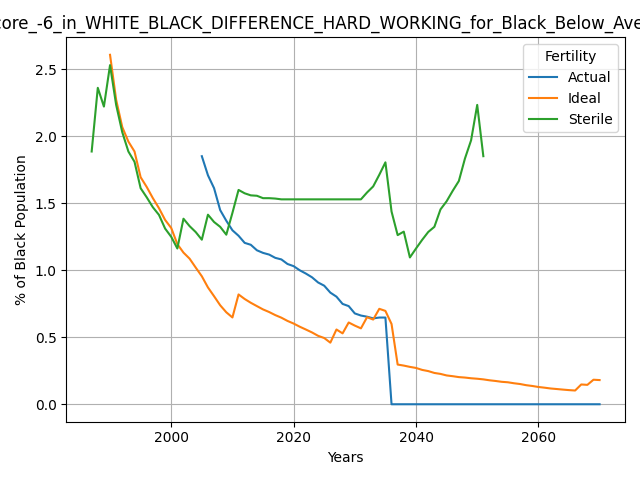 core_-6_in_WHITE_BLACK_DIFFERENCE_HARD_WORKING_for_Black_Below_Ave
Fertility
Actual
Ideal
Sterile
% of Black Population
2.5
2.0
1.5
1.0
0.5
0.0
2000
2020
2040
2060
Years